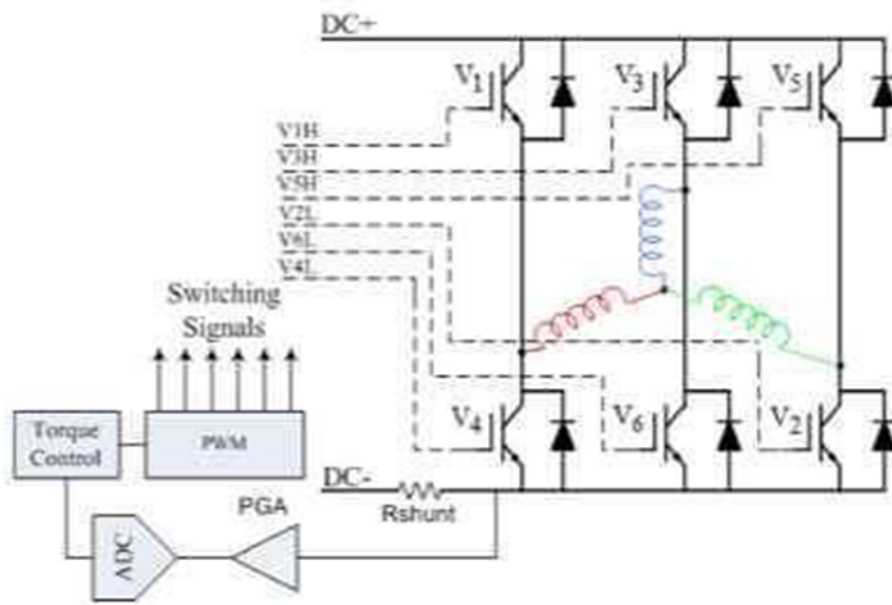 DC+
V1
V3
V5
V1H
V3H
V5H
V2L
V6L
V4L
Switching
Signals
V4
V6
V2
Torque
Control
PWM
DC-
Rshunt
PGA
ADC